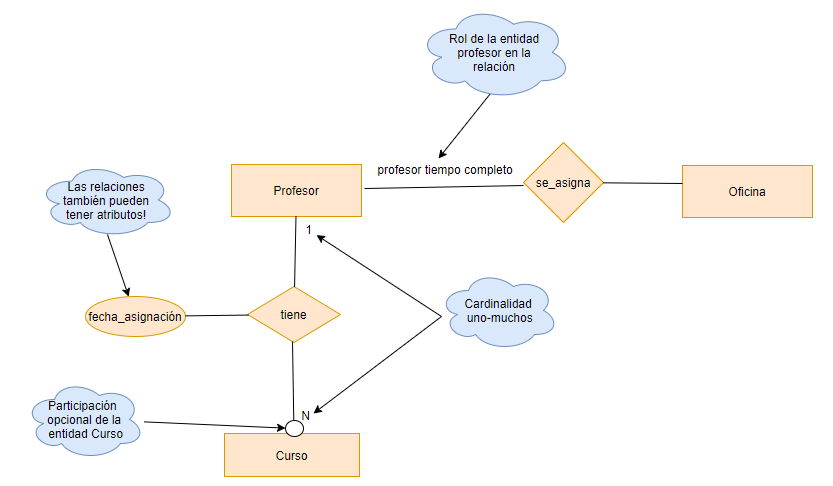 Rol de la entidad
profesor en la
relación
profesor tiempo completo
Las relaciones
también pueden
tener atributos!
Profesor
se_asigna
Oficina
1
fecha_asignación
tiene
Cardinalidad
uno-muchos
Participación
opcional de la
entidad Curso
N
Curso